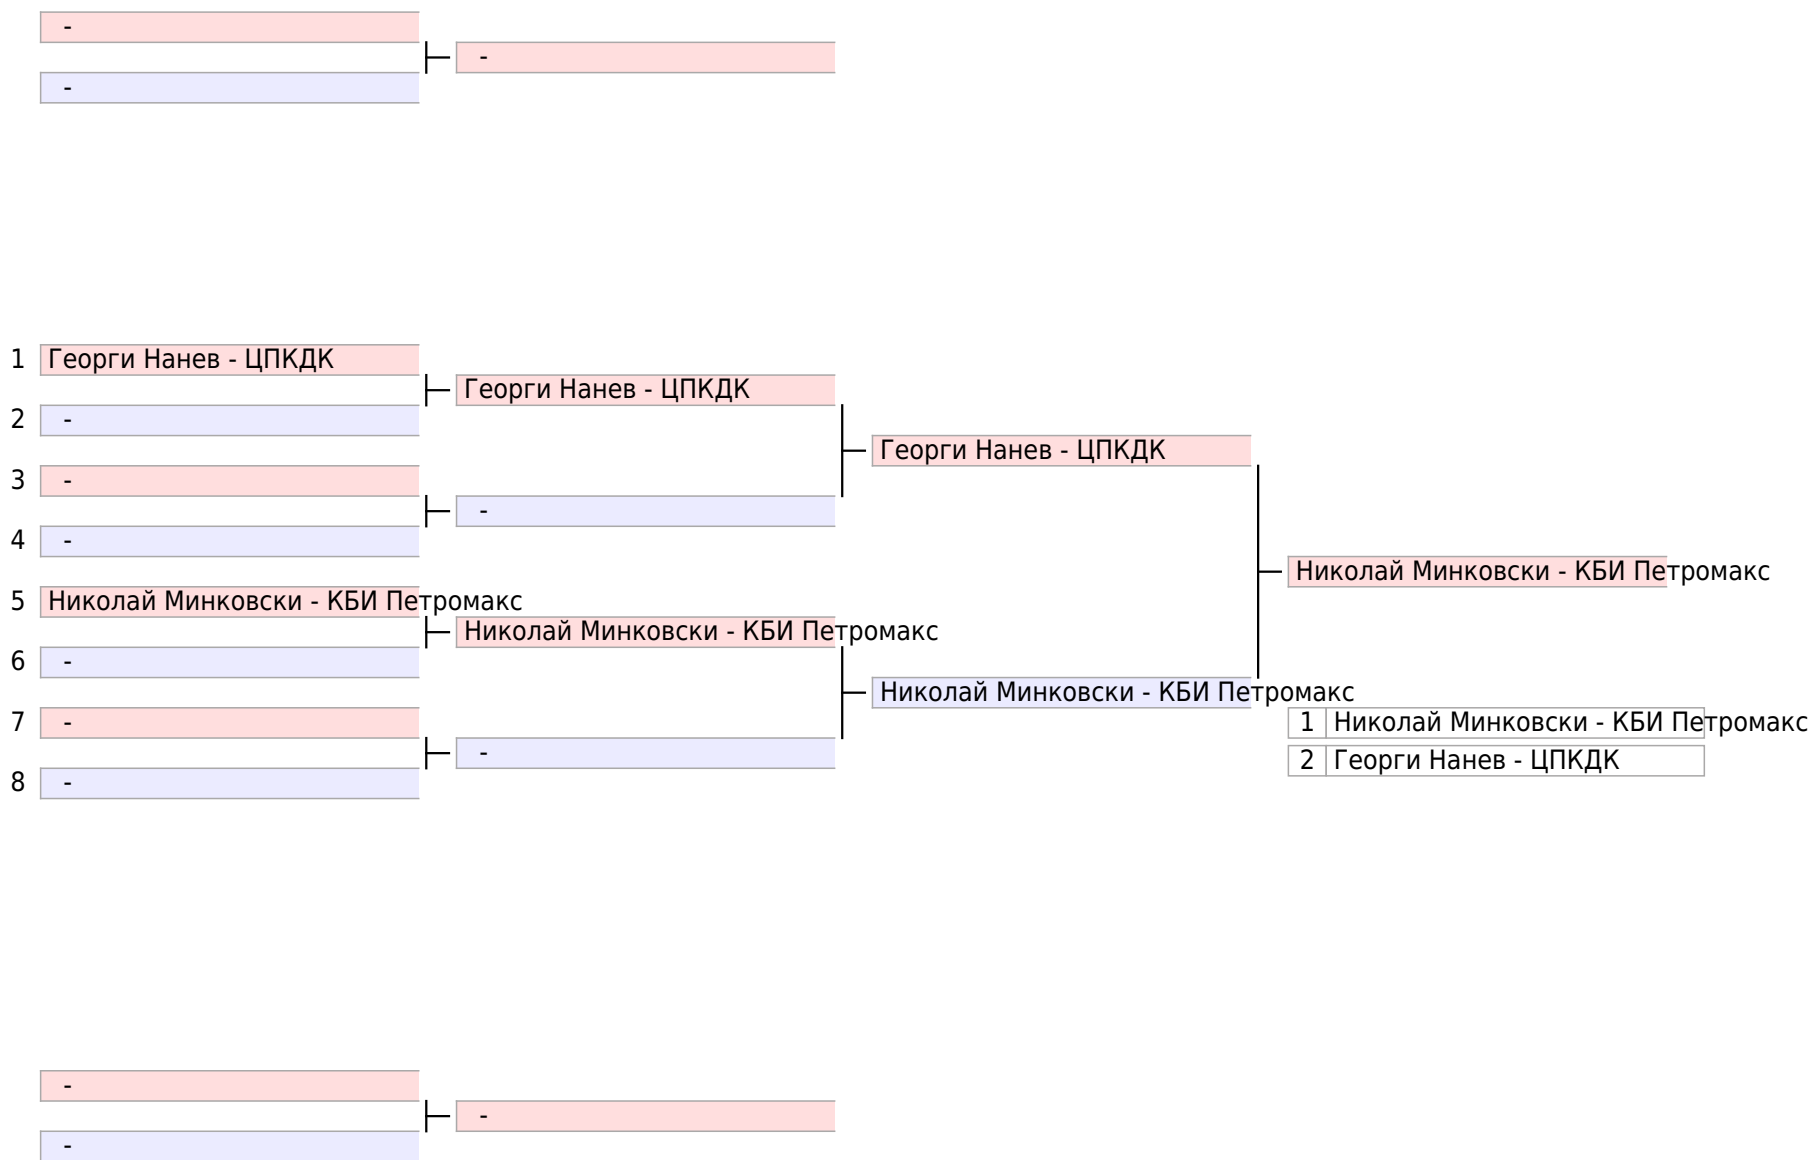 -
-
-
1 Георги Нанев - ЦПКДК
Георги Нанев - ЦПКДК
2 -
Георги Нанев - ЦПКДК
3 -
-
4 -
Николай Минковски - КБИ Петромакс
5 Николай Минковски - КБИ Петромакс
Николай Минковски - КБИ Петромакс
6 -
Николай Минковски - КБИ Петромакс
7 -
1 Николай Минковски - КБИ Петромакс
-
2 Георги Нанев - ЦПКДК
8 -
-
-
-